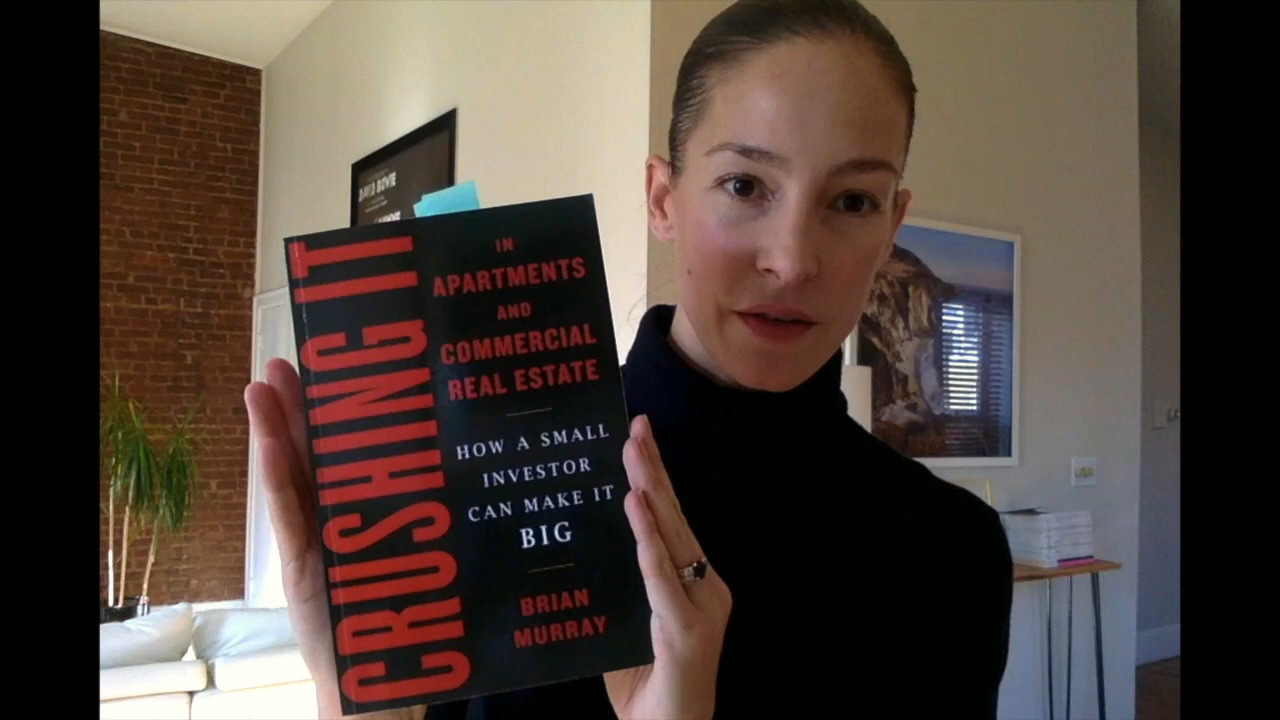 CRUSHING IT
IN
APARTMENTS
AND
COMMERCIAL
REAL ESTATE
HOW A SMALL
INVESTOR
CAN MAKE IT
BIG
BRIAN
MURRAY
DAVID BOWIE